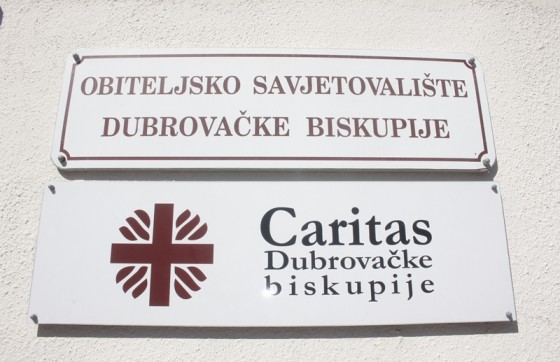 OBITELJSKO SAVJETOVALIŠTE
DUBROVAČKE BISKUPIJE
Caritas
Dubrovačke
biskupije